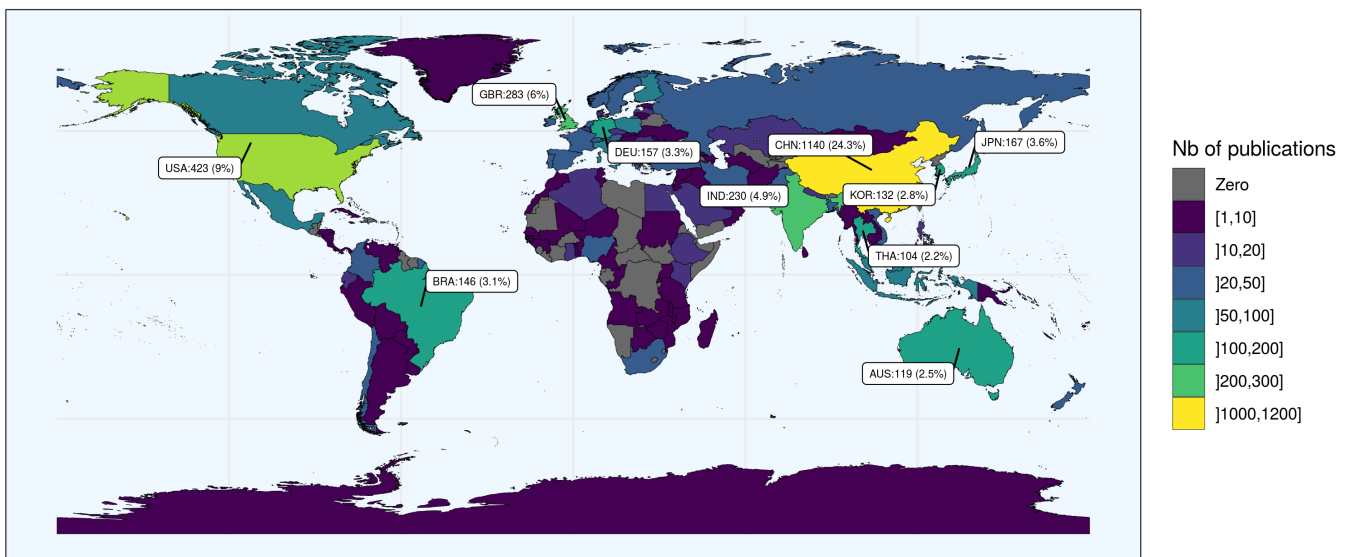 GBR:283 (6%)
USA:423 (9%)
DEU:157 (3.3%)
CHN:1140 (24.3%)
JPN:167 (3.6%)
IND:230 (4.9%)
KOR:132 (2.8%)
THA:104 (2.2%)
BRA:146 (3.1%)
AUS:119 (2.5%)
Nb of publications
Zero
[1,10]
]10,20]
]20,50]
]50,100]
]100,200]
]200,300]
]1000,1200]